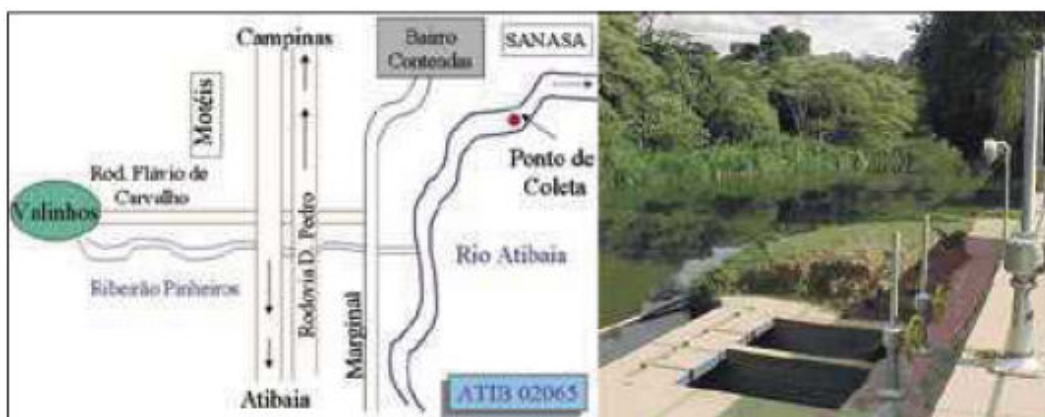 Campinas
Bairro
Contendas
SANASA
Motéis
Ponto de
Coleta
Rod. Flávio de
Carvalho
Valinhos
Rodovia D. Pedro
Rio Atibaia
Ribeirão Pinheiros
Marginal
Atibaia
ATIB 02065